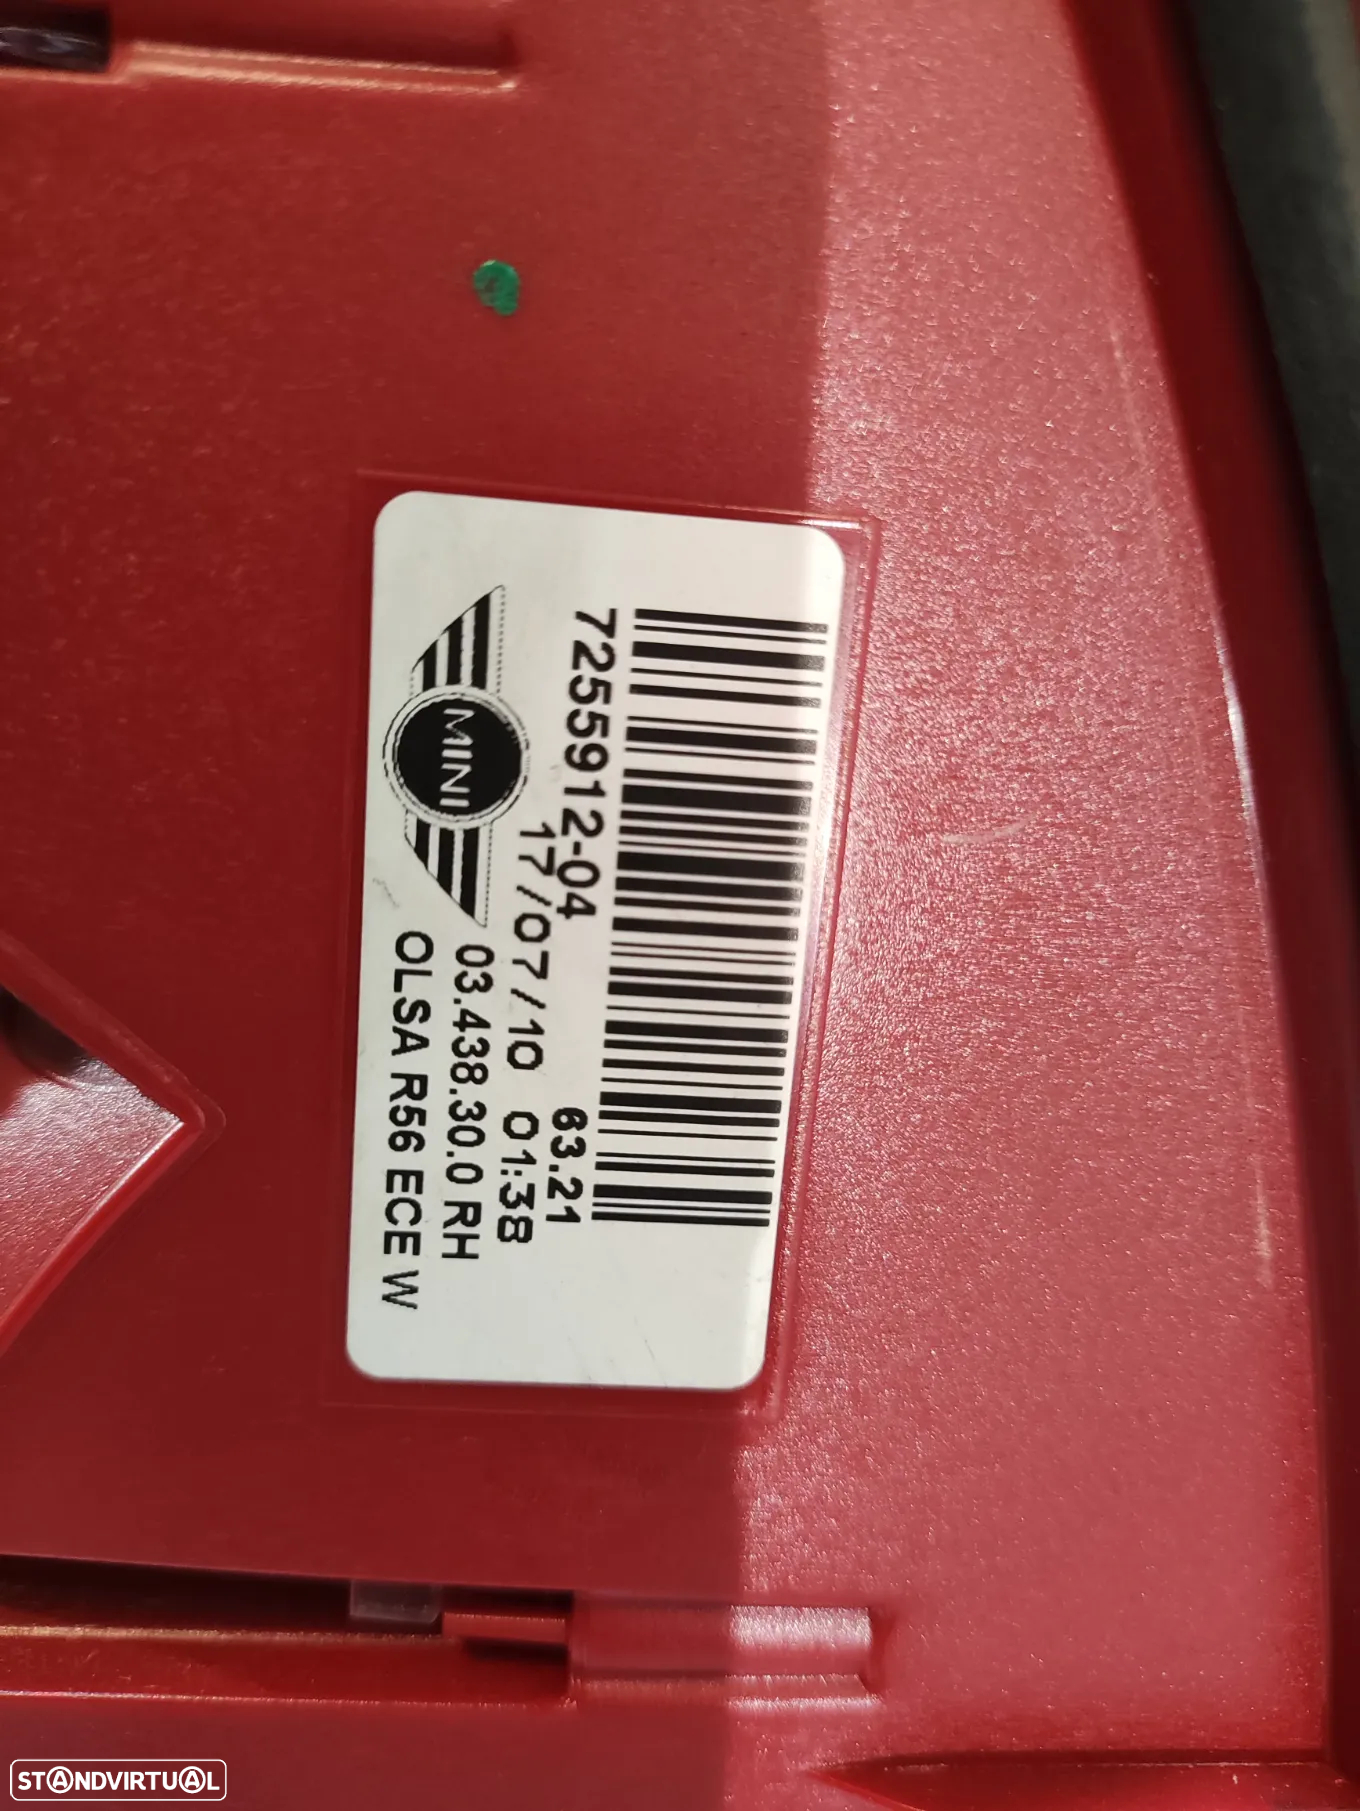 7255912-04
63.21
17/07/10 01:38
MINI
03.438.30.0 RH
OLSA R56 ECE W
STANDVIRTUAL